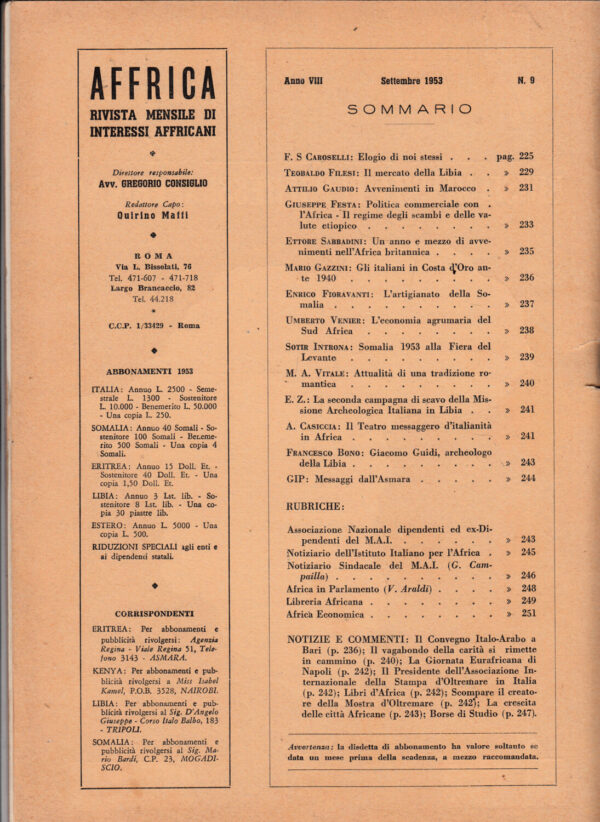 AFFRICA
RIVISTA MENSILE DI
INTERESSI AFFRICANI
Direttore responsabile:
Avv. GREGORIO CONSIGLIO
Redattore Capo:
Quirino Maffi
ROMA
Via L. Bissolati, 76
Tel. 471-607 - 471-718
Largo Brancaccio, 82
Tel. 44.218
*
C.C.P. 1/33429 - Roma
ABBONAMENTI 1953
ITALIA: Annuo L. 2500 - Seme-
strale L. 1300 - Sostenitore
L. 10.000 - Benemerito L. 50.000
- Una copia L. 250.
SOMALIA: Annuo 40 Somali - So-
stenitore 100 Somali - Beneme-
rito 500 Somali - Una copia 4
Somali.
ERITREA: Annuo 15 Doll. Et. -
Sostenitore 40 Doll. Et. - Una
copia 1,50 Doll. Et.
LIBIA: Annuo 3 Lst. lib. - So-
stenitore 8 Lst. lib. - Una co-
pia 30 piastre lib.
ESTERO: Annuo L. 5000 - Una
copia L. 500.
RIDUZIONI SPECIALI agli enti e
ai dipendenti statali.
CORRISPONDENTI
ERITREA: Per abbonamenti e
pubblicità rivolgersi: Agenzia
Regina - Viale Regina 51, Tele-
fono 3143 - ASMARA.
KENYA: Per abbonamenti e pub-
blicità rivolgersi a Miss Isabel
Kamel, P.O.B. 3528, NAIROBI.
LIBIA: Per abbonamenti e pub-
blicità rivolgersi al Sig. D'Angelo
Giuseppe - Corso Italo Balbo, 183
- TRIPOLI.
SOMALIA: Per abbonamenti e
pubblicità rivolgersi al Sig. Ma-
rio Bardi, C.P. 23, MOGADI-
SCIO.
Anno VIII Settembre 1953 N. 9
SOMMARIO
F. S CAROSELLI: Elogio di noi stessi . . . pag. 225
TEOBALDO FILESI: Il mercato della Libia . . » 229
ATTILIO GAUDIO: Avvenimenti in Marocco . » 231
GIUSEPPE FESTA: Politica commerciale con .
l'Africa - Il regime degli scambi e delle va-
lute etiopico . . . . . . . . » 233
ETTORE SABBADINI: Un anno e mezzo di avve-
nimenti nell'Africa britannica . . . . » 235
MARIO GAZZINI: Gli italiani in Costa d'Oro an-
te 1940 . . . . . . . . . » 236
ENRICO FIORAVANTI: L'artigianato della So-
malia . . . . . . . . . . » 237
UMBERTO VENIER: L'economia agrumaria del
Sud Africa . . . . . . . . . » 238
SOTIR INTRONA: Somalia 1953 alla Fiera del
Levante . . . . . . . . . » 239
M. A. VITALE: Attualità di una tradizione ro-
mantica . . . . . . . . . » 240
E. Z.: La seconda campagna di scavo della Mis-
sione Archeologica Italiana in Libia . . » 241
A. CASICCIA: Il Teatro messaggero d'italianità
in Africa . . . . . . . . . » 241
FRANCESCO BONO: Giacomo Guidi, archeologo
della Libia . . . . . . . . . » 243
GIP: Messaggi dall'Asmara . . . . . » 244
RUBRICHE:
Associazione Nazionale dipendenti ed ex-Di-
pendenti del M.A.I. . . . . . . » 243
Notiziario dell'Istituto Italiano per l'Africa . » 245
Notiziario Sindacale del M.A.I. (G. Cam-
pailla) . . . . . . . . . . » 246
Africa in Parlamento (V. Araldi) . . . . » 248
Libreria Africana . . . . . . . » 249
Africa Economica . . . . . . . » 251
NOTIZIE E COMMENTI: Il Convegno Italo-Arabo a
Bari (p. 236); Il vagabondo della carità si rimette
in cammino (p. 240); La Giornata Eurafricana di
Napoli (p. 242); Il Presidente dell'Associazione In-
ternazionale della Stampa d'Oltremare in Italia
(p. 242); Libri d'Africa (p. 242); Scompare il creato-
re della Mostra d'Oltremare (p. 242); La crescita
delle città Africane (p. 243); Borse di Studio (p. 247).
Avvertenza: la disdetta di abbonamento ha valore soltanto se
data un mese prima della scadenza, a mezzo raccomandata.